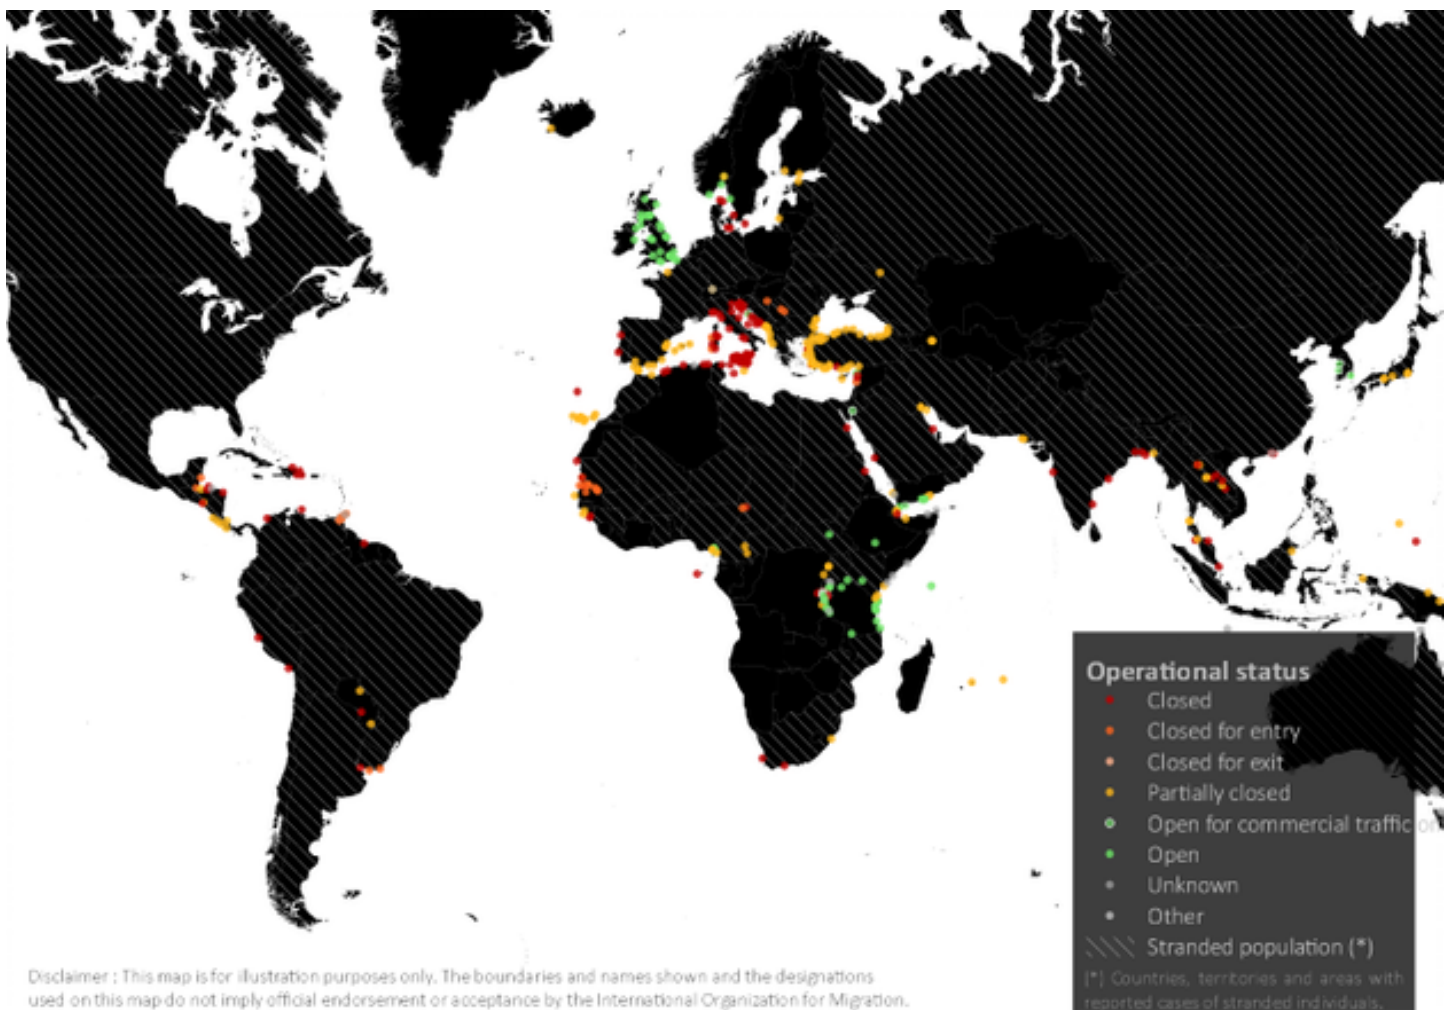 Operational status
Closed
Closed for entry
Closed for exit
Partially closed
Open for commercial traffic on
Open
Unknown
Other
Stranded population (*)
(*) Countries, territories and areas with
reported cases of stranded individuals.
Disclaimer : This map is for illustration purposes only. The boundaries and names shown and the designations
used on this map do not imply official endorsement or acceptance by the International Organization for Migration.